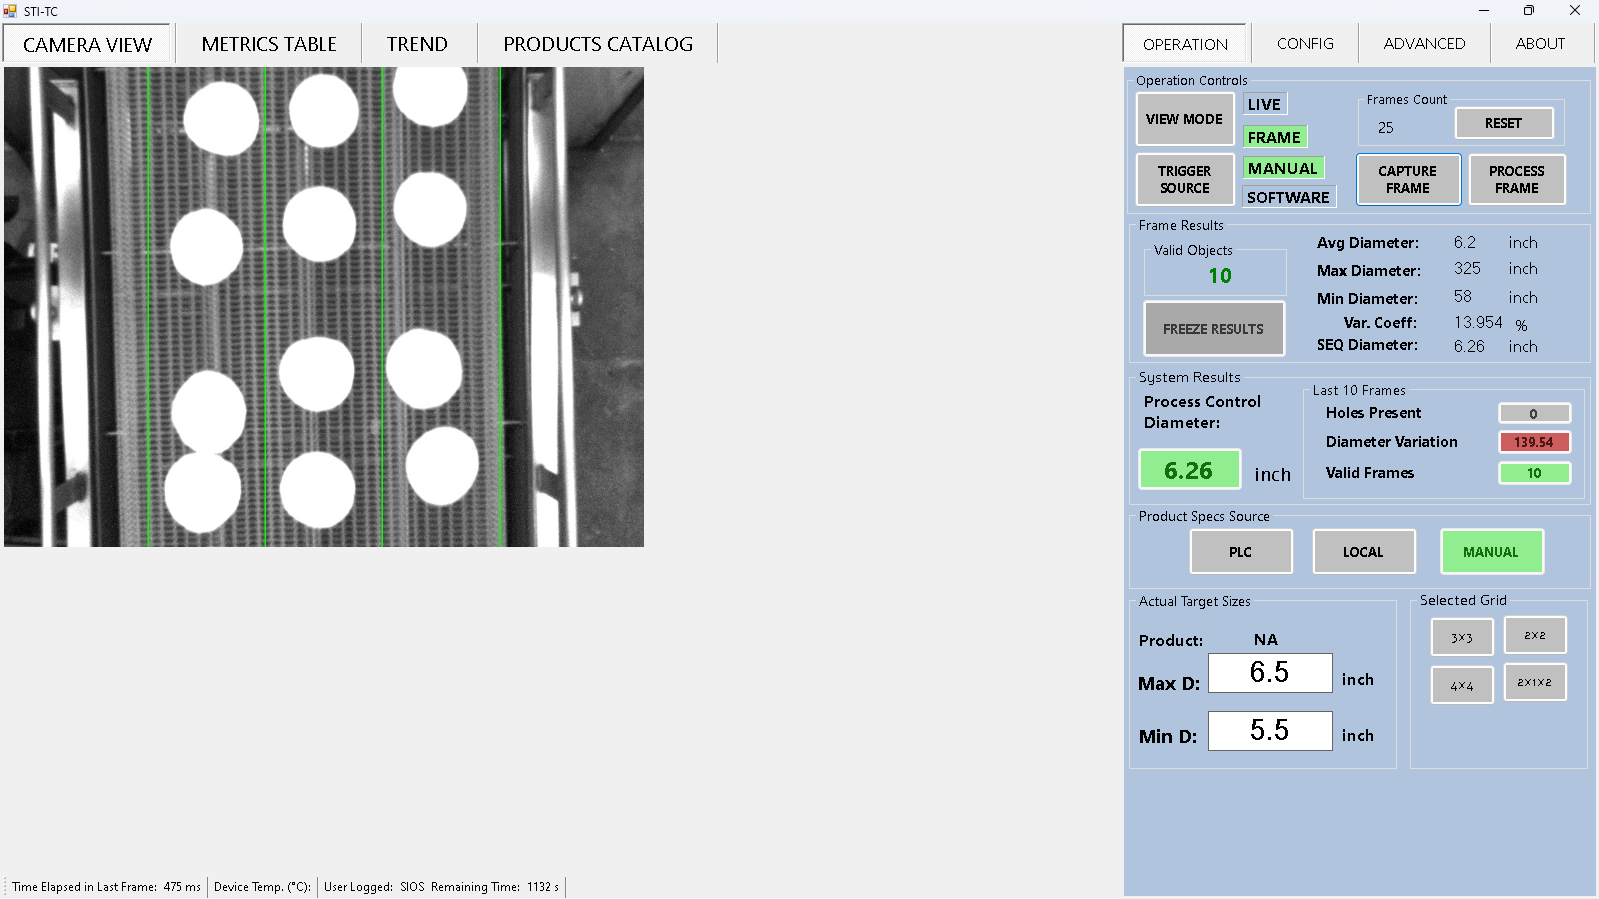 STI-TC
CAMERA VIEW
METRICS TABLE
TREND
PRODUCTS CATALOG
OPERATION
CONFIG
ADVANCED
ABOUT
Operation Controls
VIEW MODE
LIVE
FRAME
Frames Count
25
RESET
TRIGGER
SOURCE
MANUAL
SOFTWARE
CAPTURE
FRAME
PROCESS
FRAME
Frame Results
Valid Objects
10
FREEZE RESULTS
Avg Diameter: 6.2 inch
Max Diameter: 325 inch
Min Diameter: 58 inch
Var. Coeff: 13.954 %
SEQ Diameter: 6.26 inch
System Results
Process Control
Diameter:
6.26 inch
Last 10 Frames
Holes Present 0
Diameter Variation 139.54
Valid Frames 10
Product Specs Source
PLC
LOCAL
MANUAL
Actual Target Sizes
Product: NA
Max D: 6.5 inch
Min D: 5.5 inch
Selected Grid
3x3
2x2
4x4
2x1x2
Time Elapsed in Last Frame: 475 ms
Device Temp. (°C):
User Logged: SIOS Remaining Time: 1132 s